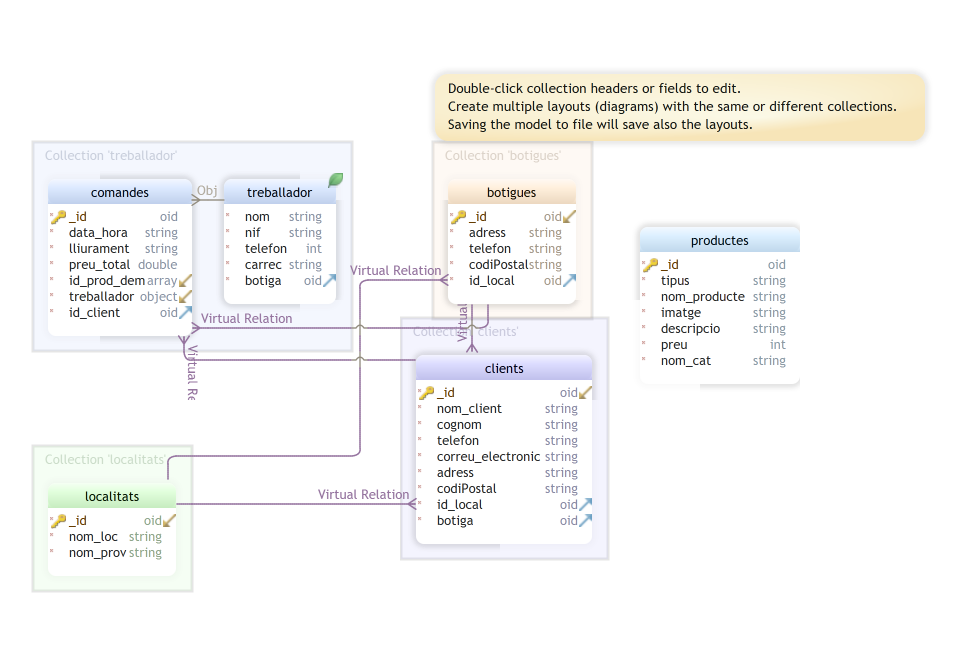 Double-click collection headers or fields to edit.
Create multiple layouts (diagrams) with the same or different collections.
Saving the model to file will save also the layouts.
Collection 'treballador'
comandes
_id oid
data_hora string
lliurament string
preu_total double
id_prod_dem array
treballador object
id_client oid
Obj
treballador
nom string
nif string
telefon int
carrec string
botiga oid
Collection 'botigues'
botigues
_id oid
adress string
telefon string
codiPostal string
id_local oid
productes
_id oid
tipus string
nom_producte string
imatge string
descripcio string
preu int
nom_cat string
Virtual Relation
Virtual Relation
Virtual
Virtual Re
Collection 'clients'
clients
_id oid
nom_client string
cognom string
telefon string
correu_electronic string
adress string
codiPostal string
id_local oid
botiga oid
Collection 'localitats'
localitats
_id oid
nom_loc string
nom_prov string
Virtual Relation